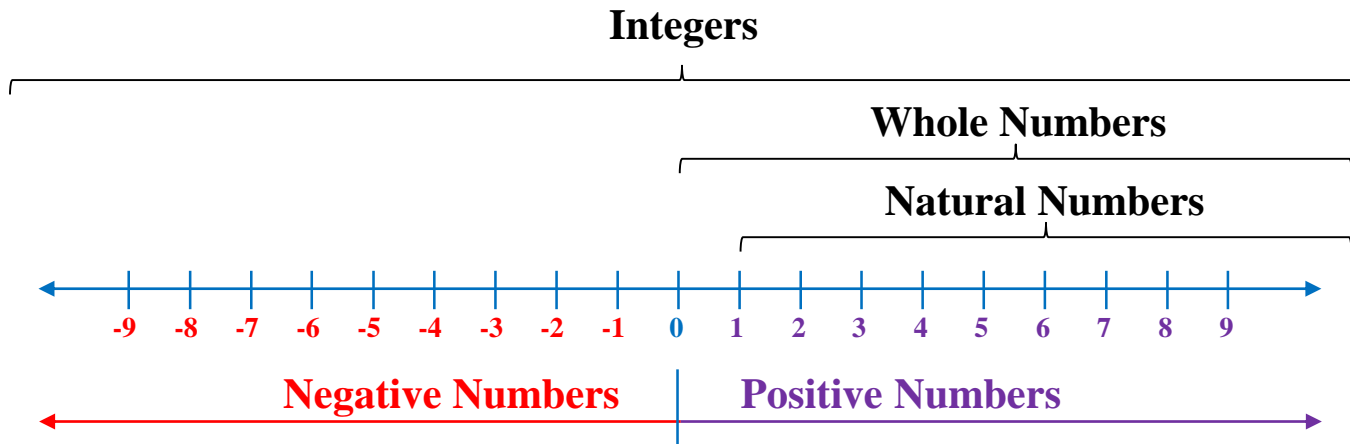 Integers
Whole Numbers
Natural Numbers
-9 -8 -7 -6 -5 -4 -3 -2 -1 0 1 2 3 4 5 6 7 8 9
Negative Numbers Positive Numbers